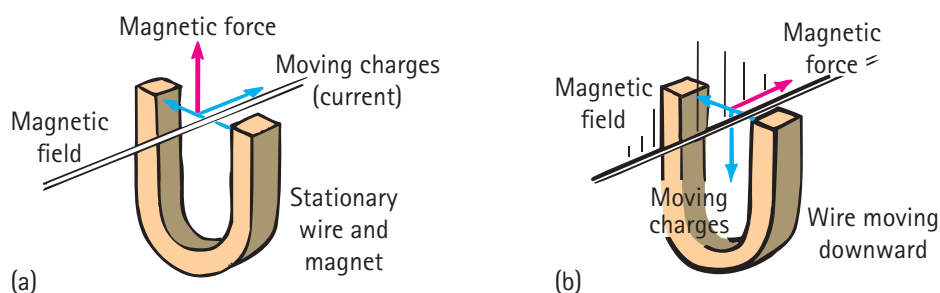 Magnetic force
Moving charges
(current)
Magnetic
field
Stationary
wire and
magnet
(a)
Magnetic
force
Magnetic
field
Moving
charges
Wire moving
downward
(b)